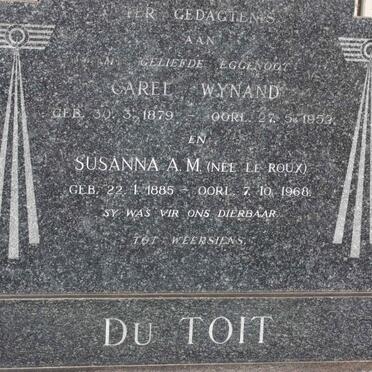 TER GEDAGTENIS
AAN
MY GELIEFDE EGGENOOT
CAREL WYNAND
GEB. 30. 3. 1879 – OORL. 27. 5. 1953.
EN
SUSANNA A. M. (NEE LE ROUX)
GEB. 22. 1. 1885 – OORL. 7. 10. 1968.
SY WAS VIR ONS DIERBAAR.
TOT WEERSIENS.
DU TOIT